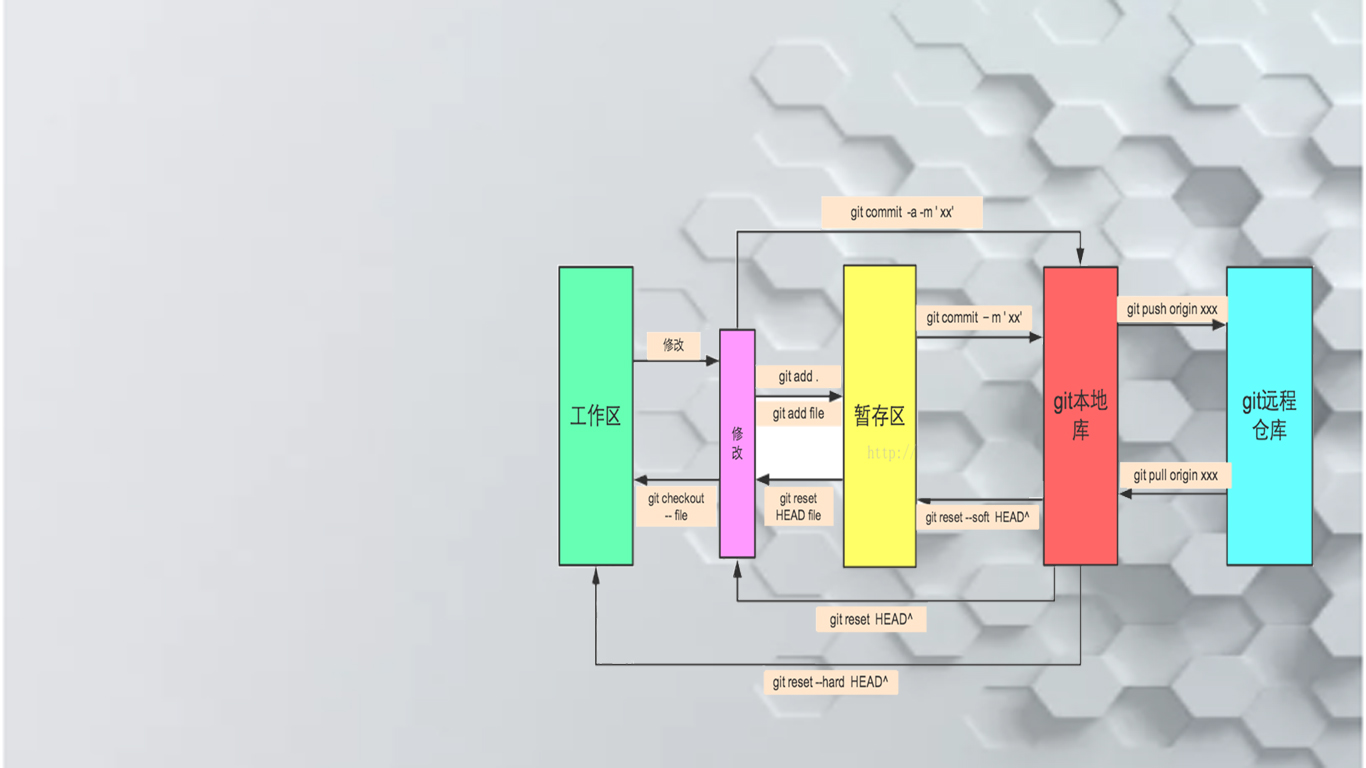 git commit -a -m ' xx'
git push origin xxx
git commit – m ' xx'
修改
git add .
git add file
工作区
修
改
暂存区
git本地
库
git远程
仓库
http://
git pull origin xxx
git checkout
-- file
git reset
HEAD file
git reset --soft HEAD^
git reset HEAD^
git reset --hard HEAD^